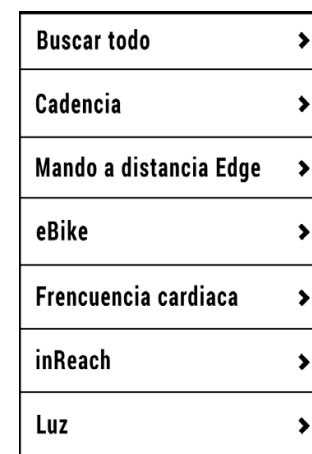 Buscar todo
Cadencia
Mando a distancia Edge
eBike
Frencuencia cardiaca
inReach
Luz